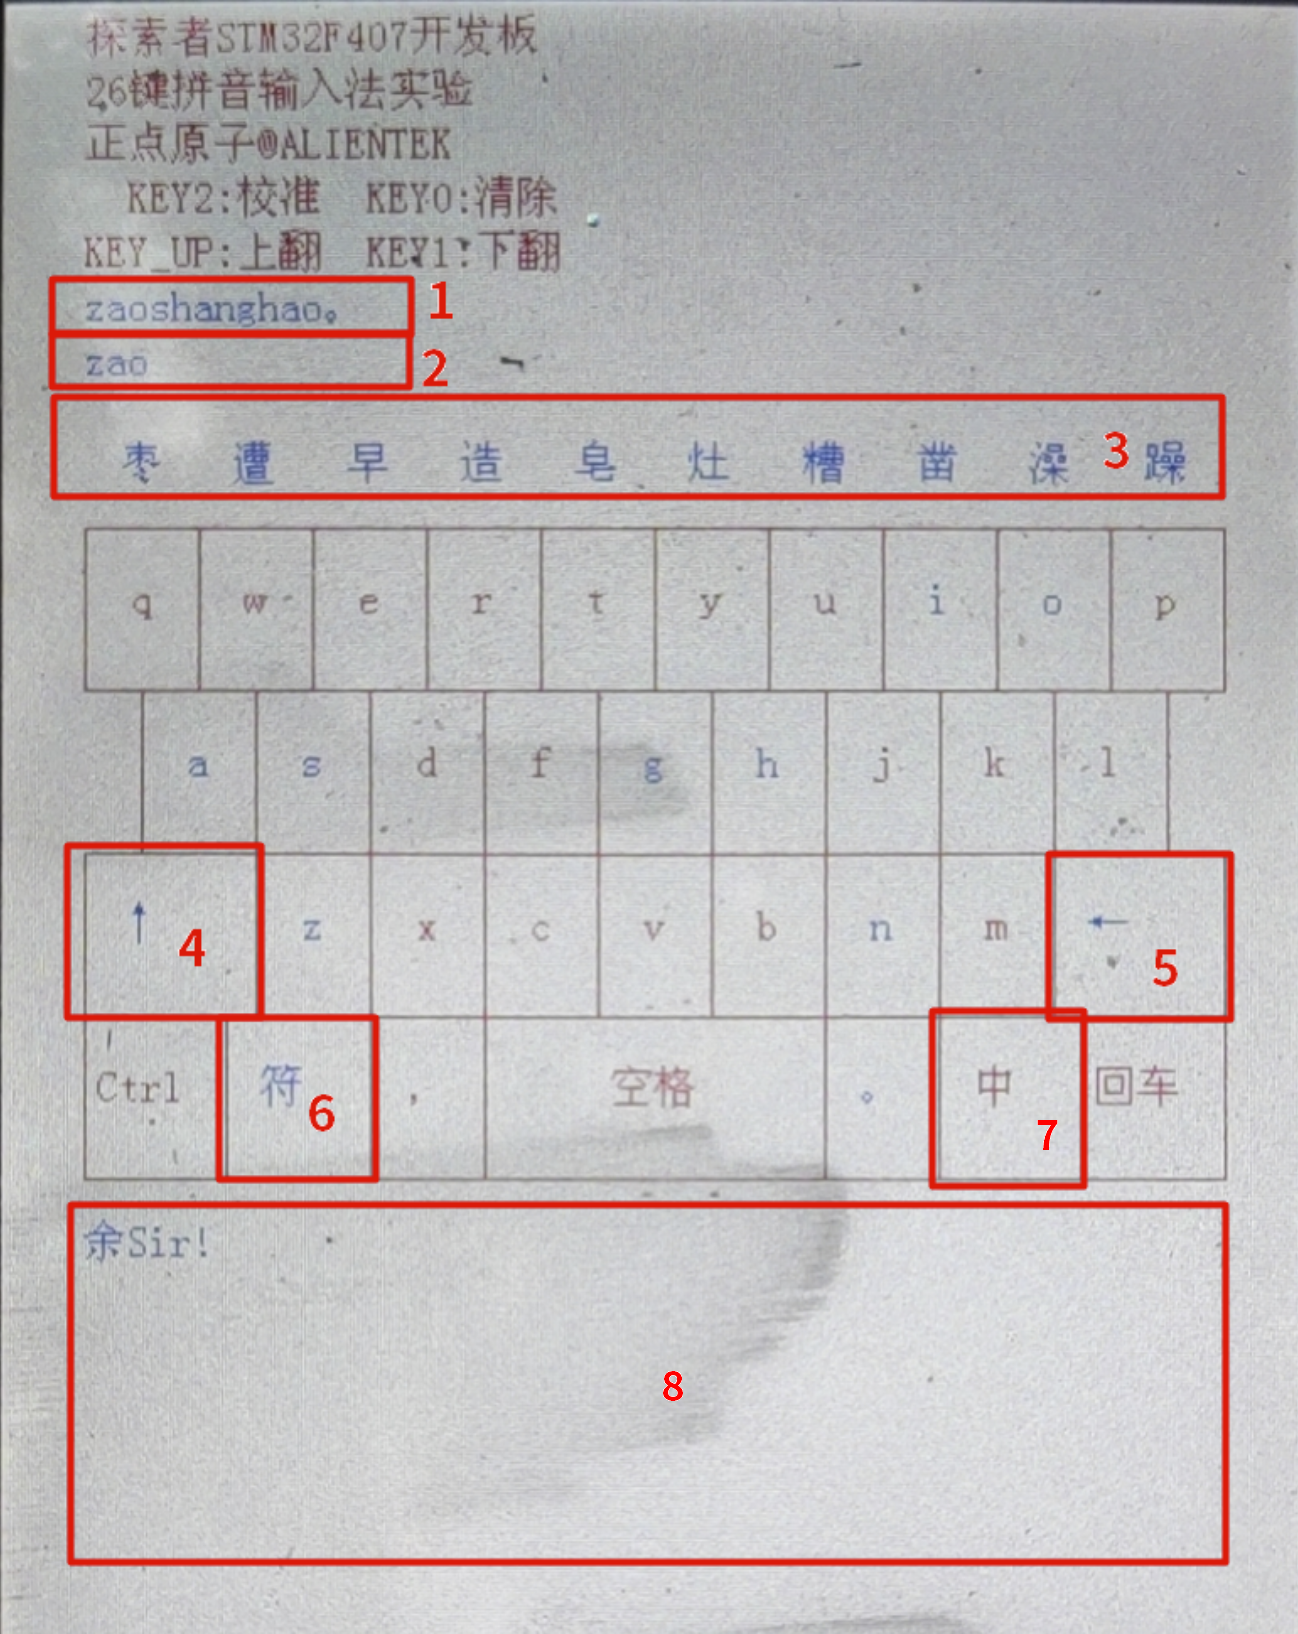 探索者STM32F407开发板
26键拼音输入法实验
正点原子@ALIENTEK
KEY2:校准 KEY0:清除
KEY_UP:上翻 KEY1:下翻
zaoshanghao。 1
zao 2
枣 遭 早 造 皂 灶 糟 凿 澡 3 躁
q w e r t y u i o p
a s d f g h j k l
↑ 4 z x c v b n m ← 5
Ctrl 符 6 , 空格 。 中 7 回车
余Sir!
8